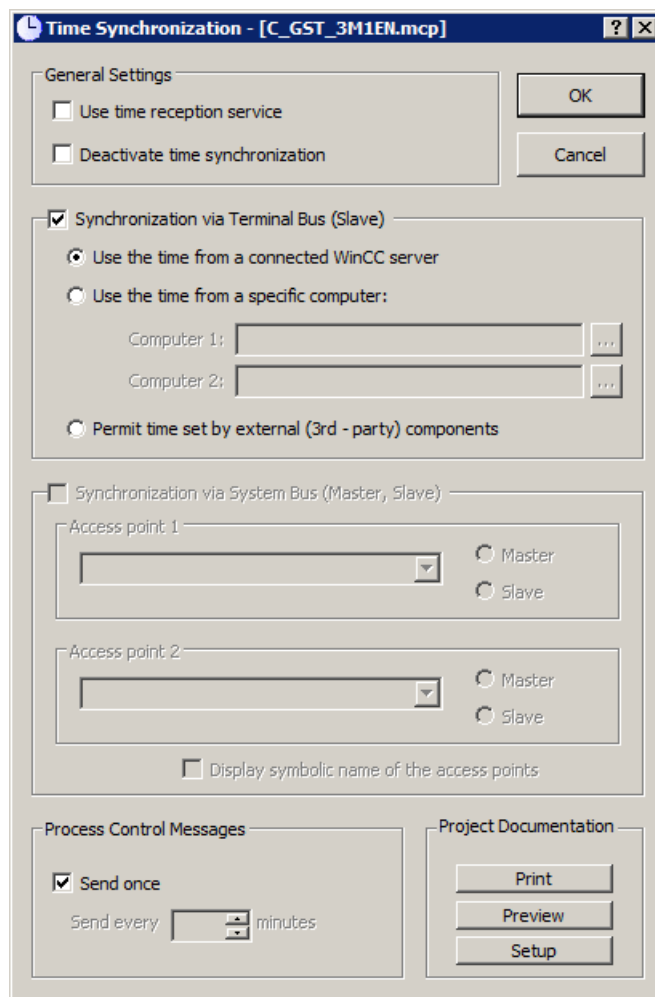 Time Synchronization - [C_GST_3M1EN.mcp]
General Settings
Use time reception service
Deactivate time synchronization
OK
Cancel
Synchronization via Terminal Bus (Slave)
Use the time from a connected WinCC server
Use the time from a specific computer:
Computer 1:
...
Computer 2:
...
Permit time set by external (3rd - party) components
Synchronization via System Bus (Master, Slave)
Access point 1
Master
Slave
Access point 2
Master
Slave
Display symbolic name of the access points
Process Control Messages
Send once
Send every minutes
Project Documentation
Print
Preview
Setup